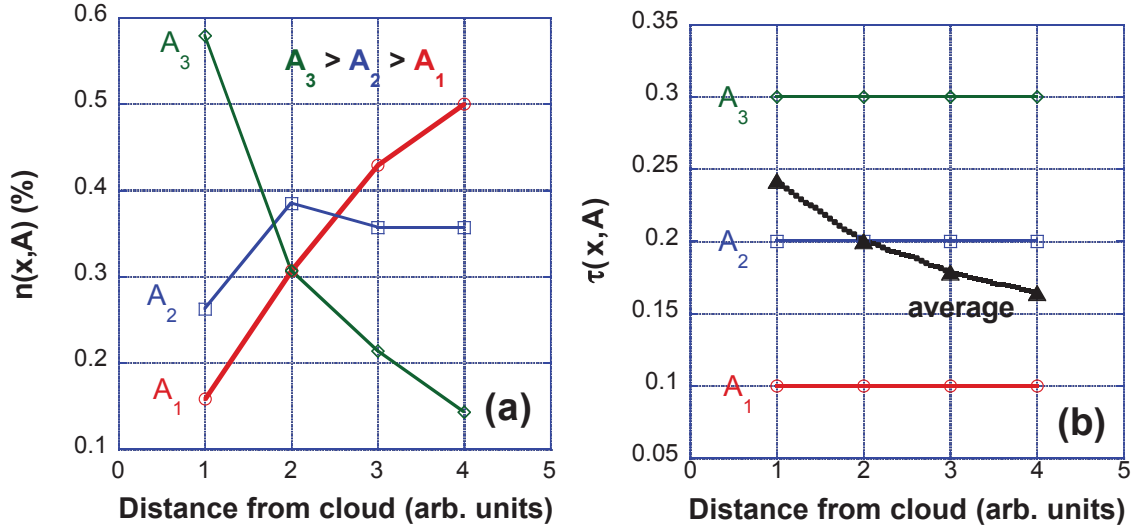 n(x,A) (%)
0.6
0.5
0.4
0.3
0.2
0.1
A3
A3 > A2 > A1
A2
A1
(a)
0 1 2 3 4 5
Distance from cloud (arb. units)
τ(x,A)
0.35
0.3
0.25
0.2
0.15
0.1
0.05
A3
A2
average
A1
(b)
0 1 2 3 4 5
Distance from cloud (arb. units)